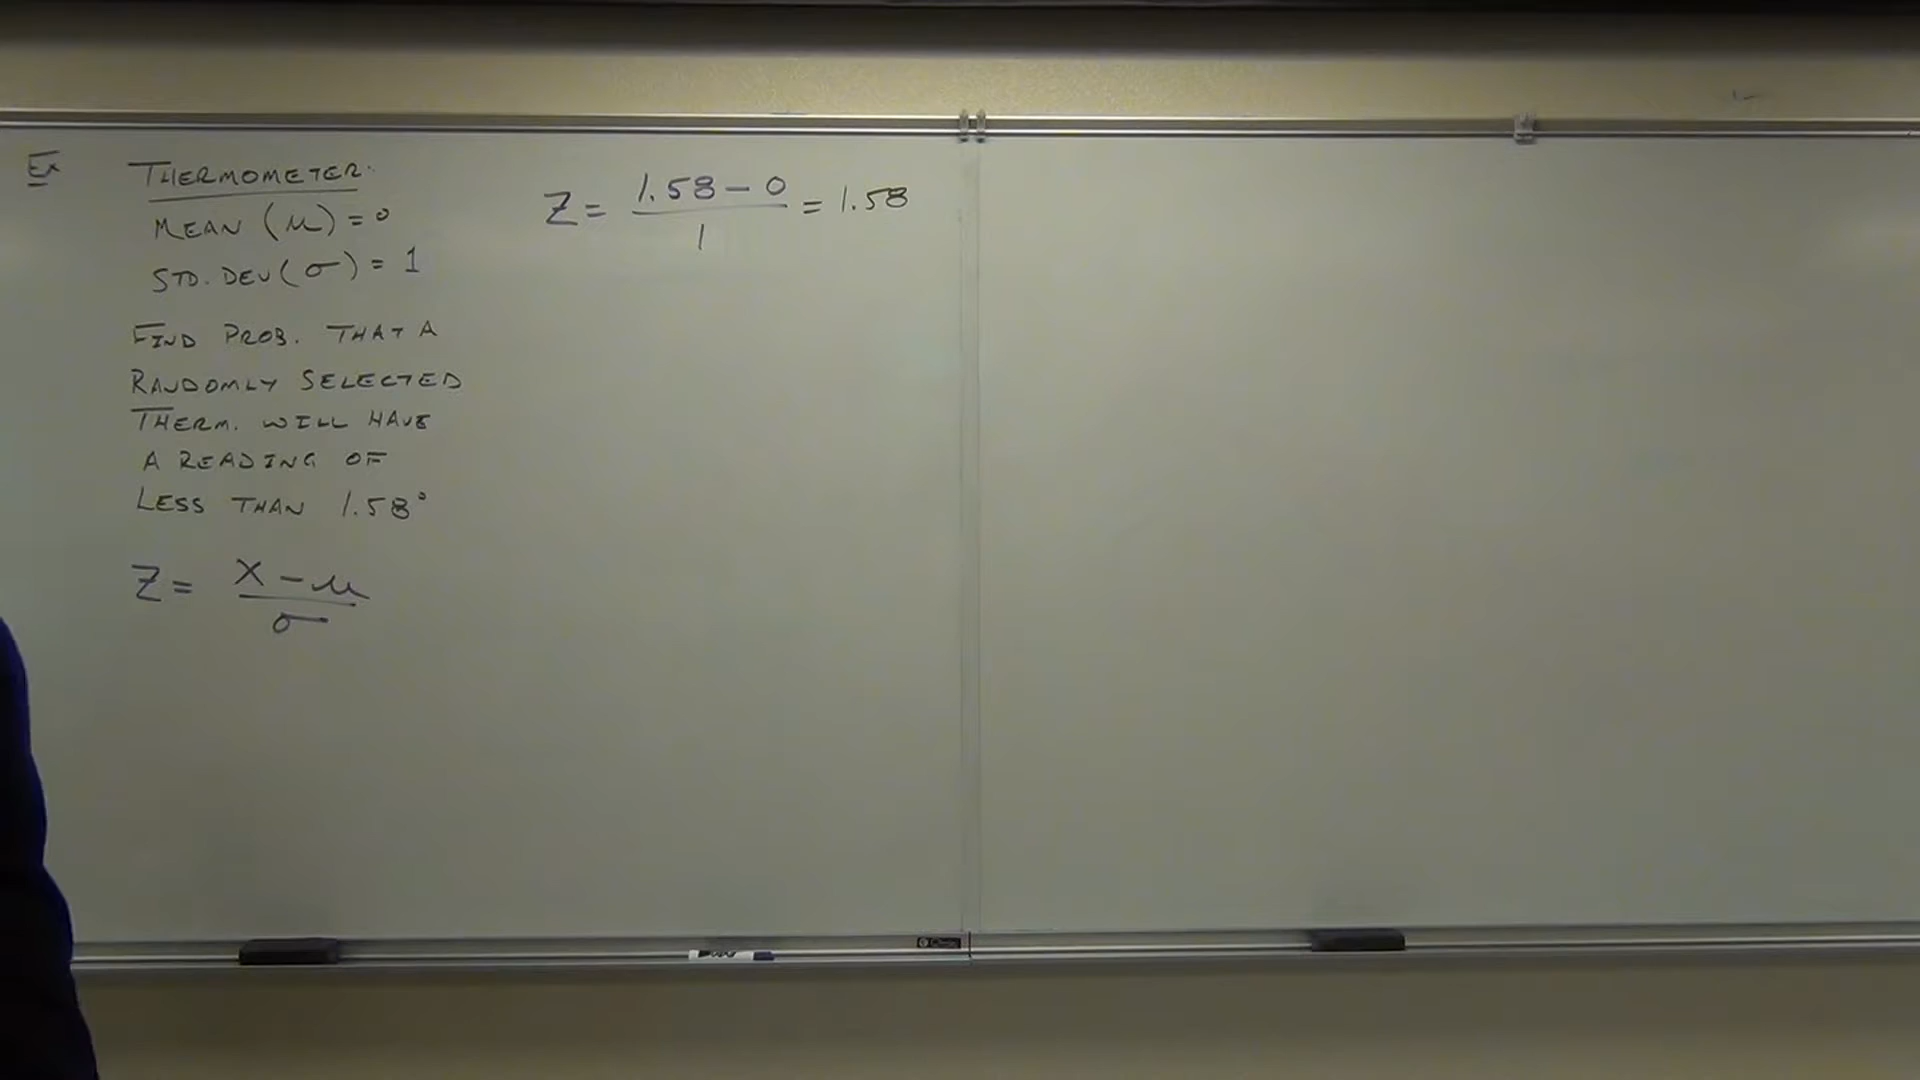 Ex
THERMOMETER.
MEAN (μ) = 0
STD. DEV (σ) = 1
FIND PROB. THAT A
RANDOMLY SELECTED
THERM. WILL HAVE
A READING OF
LESS THAN 1.58°
Z = (X - μ) / σ
Z = (1.58 - 0) / 1 = 1.58